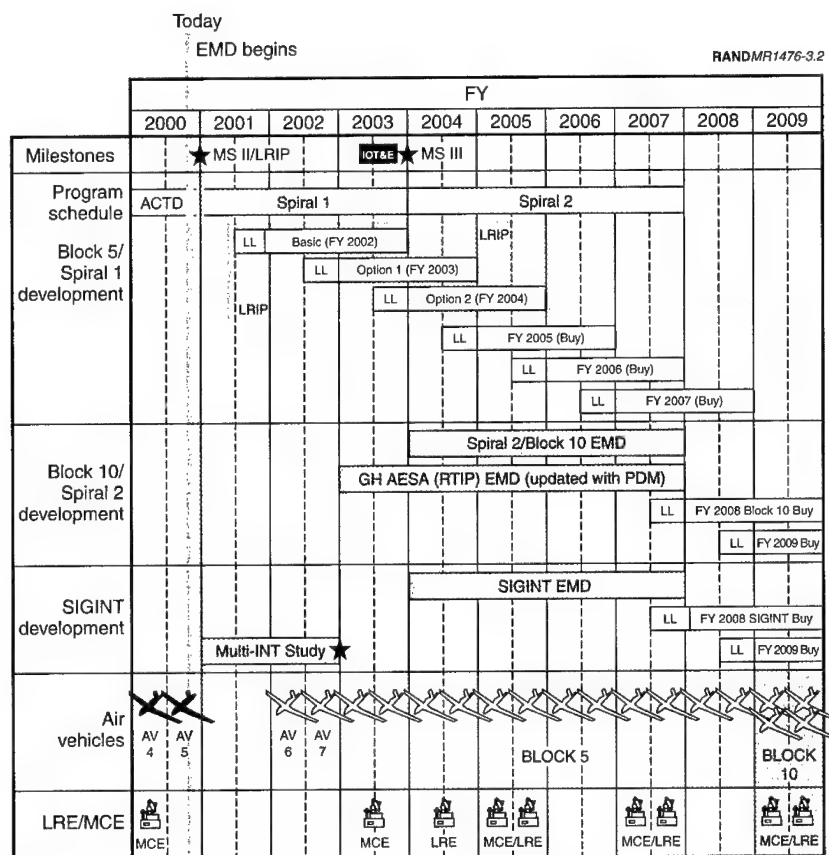 Today
EMD begins
RANDMR1476-3.2
FY
2000 2001 2002 2003 2004 2005 2006 2007 2008 2009
Milestones
MS II/LRIP
IOT&E
MS III
Program
schedule
ACTD
Spiral 1
Spiral 2
Block 5/
Spiral 1
development
LL Basic (FY 2002)
LRIP
LL Option 1 (FY 2003)
LRIP
LL Option 2 (FY 2004)
LL FY 2005 (Buy)
LL FY 2006 (Buy)
LL FY 2007 (Buy)
Block 10/
Spiral 2
development
Spiral 2/Block 10 EMD
GH AESA (RTIP) EMD (updated with PDM)
LL FY 2008 Block 10 Buy
LL FY 2009 Buy
SIGINT
development
SIGINT EMD
LL FY 2008 SIGINT Buy
Multi-INT Study
LL FY 2009 Buy
Air
vehicles
AV
4
AV
5
AV
6
AV
7
BLOCK 5
BLOCK
10
LRE/MCE
MCE MCE LRE MCE/LRE MCE/LRE MCE/LRE